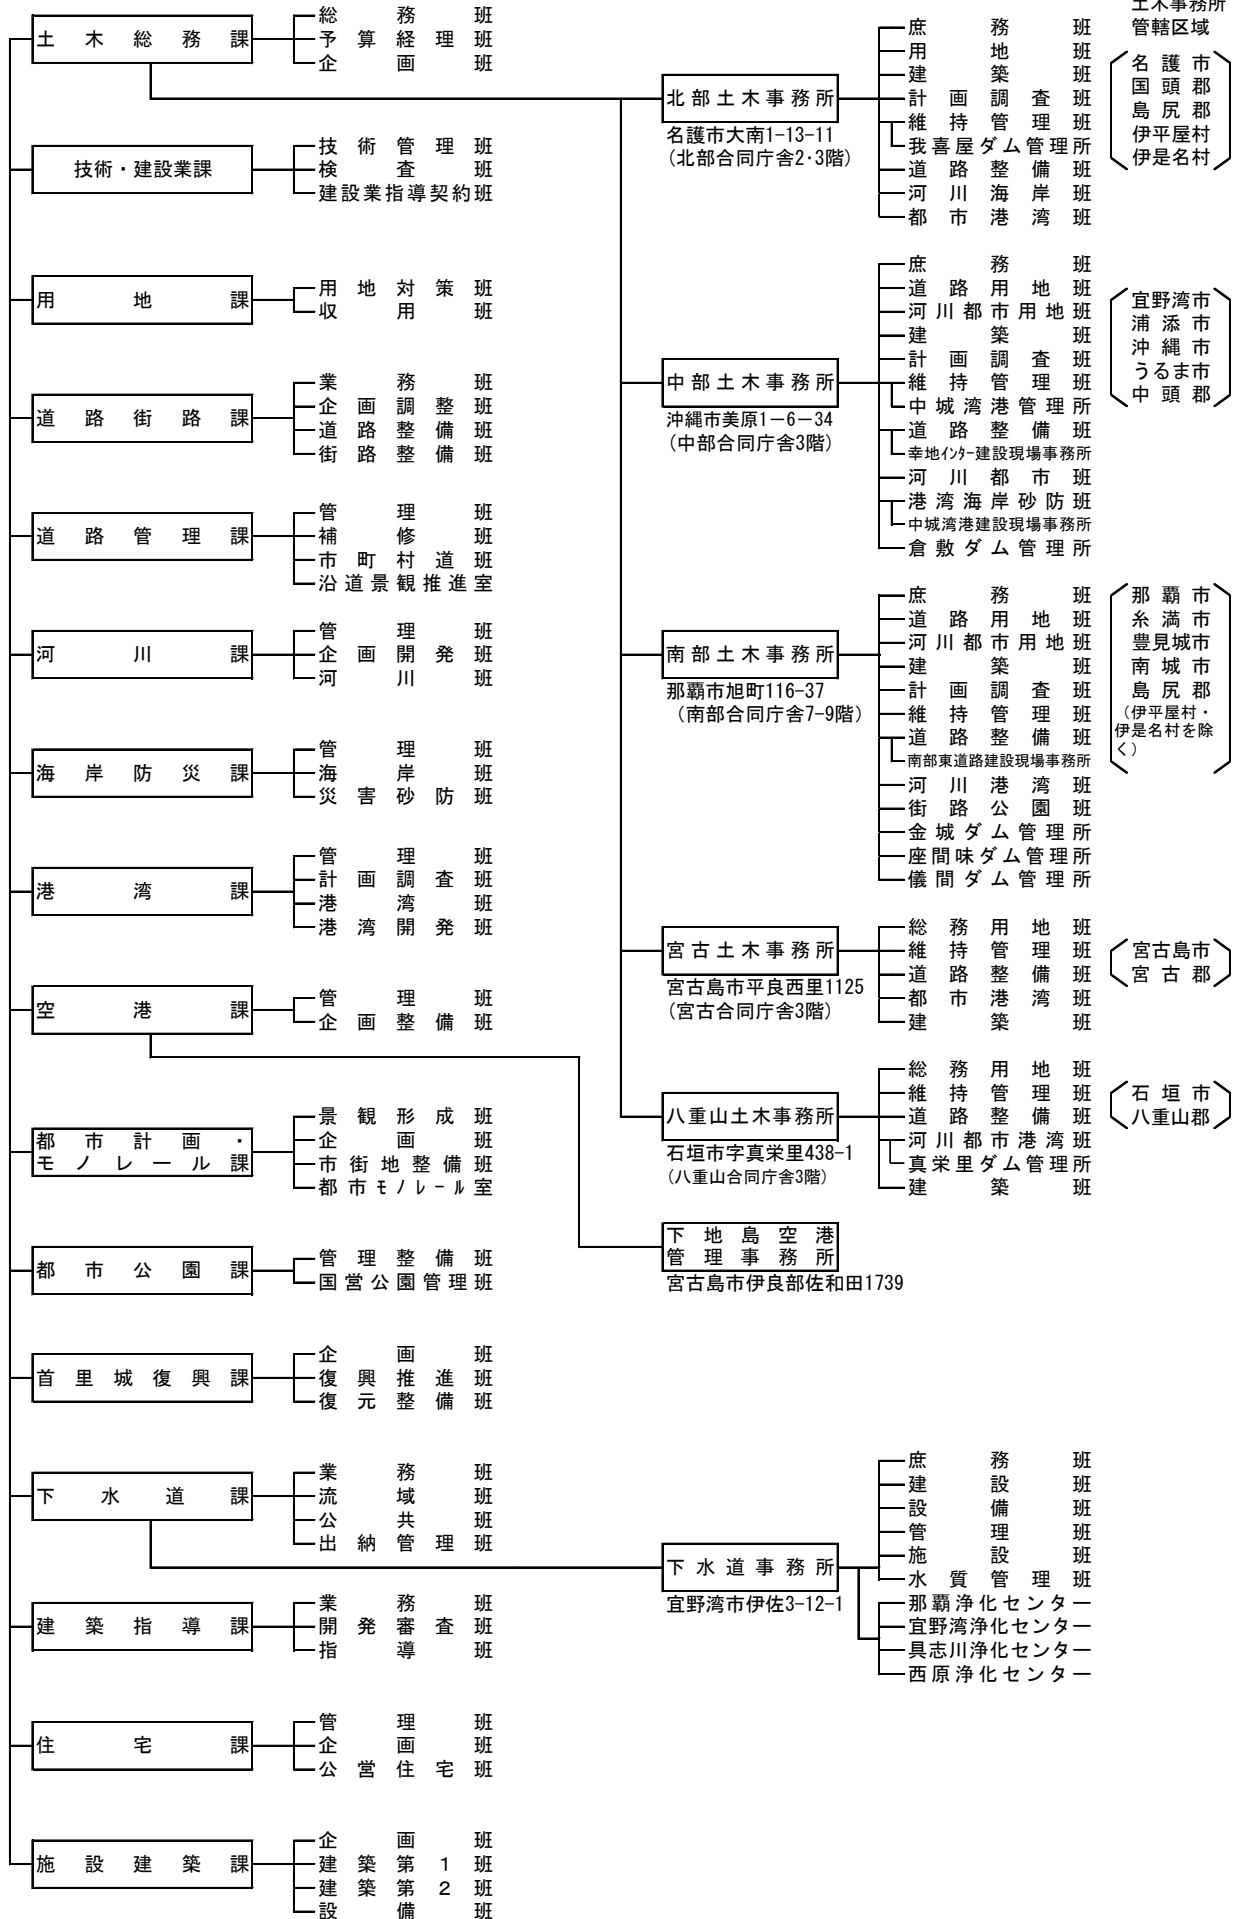 土木総務課
総務班
予算経理班
企画班
技術・建設業課
技術管理班
検査班
建設業指導契約班
用地課
用地対策班
収用班
道路街路課
業務班
企画調整班
道路整備班
街路整備班
道路管理課
管理班
補修班
市町村道班
沿道景観推進室
河川課
管理班
企画開発班
河川班
海岸防災課
管理班
海岸班
災害砂防班
港湾課
管理班
計画調査班
港湾班
港湾開発班
空港課
管理班
企画整備班
都市計画・
モノレール課
景観形成班
企画班
市街地整備班
都市モノレール室
都市公園課
管理整備班
国営公園管理班
首里城復興課
企画班
復興推進班
復元整備班
下水道課
業務班
流域班
公共班
出納管理班
建築指導課
業務班
開発審査班
指導班
住宅課
管理班
企画班
公営住宅班
施設建築課
企画班
建築第1班
建築第2班
設備班
土木事務所
管轄区域
北部土木事務所
名護市大南1-13-11
(北部合同庁舎2・3階)
庶務班
用地班
建築班
計画調査班
維持管理班
我喜屋ダム管理所
道路整備班
河川海岸班
都市港湾班
名護市
国頭郡
島尻郡
伊平屋村
伊是名村
中部土木事務所
沖縄市美原1-6-34
(中部合同庁舎3階)
庶務班
道路用地班
河川都市用地班
建築班
計画調査班
維持管理班
中城湾港管理所
道路整備班
幸地インター建設現場事務所
河川都市班
港湾海岸砂防班
中城湾港建設現場事務所
倉敷ダム管理所
宜野湾市
浦添市
沖縄市
うるま市
中頭郡
南部土木事務所
那覇市旭町116-37
(南部合同庁舎7-9階)
庶務班
道路用地班
河川都市用地班
建築班
計画調査班
維持管理班
道路整備班
南部東道路建設現場事務所
河川港湾班
街路公園班
金城ダム管理所
座間味ダム管理所
儀間ダム管理所
那覇市
糸満市
豊見城市
南城市
島尻郡
(伊平屋村・
伊是名村を除
く)
宮古土木事務所
宮古島市平良西里1125
(宮古合同庁舎3階)
総務用地班
維持管理班
道路整備班
都市港湾班
建築班
宮古島市
宮古郡
八重山土木事務所
石垣市字真栄里438-1
(八重山合同庁舎3階)
総務用地班
維持管理班
道路整備班
河川都市港湾班
真栄里ダム管理所
建築班
石垣市
八重山郡
下地島空港
管理事務所
宮古島市伊良部佐和田1739
下水道事務所
宜野湾市伊佐3-12-1
庶務班
建設班
設備班
管理班
施設班
水質管理班
那覇浄化センター
宜野湾浄化センター
具志川浄化センター
西原浄化センター